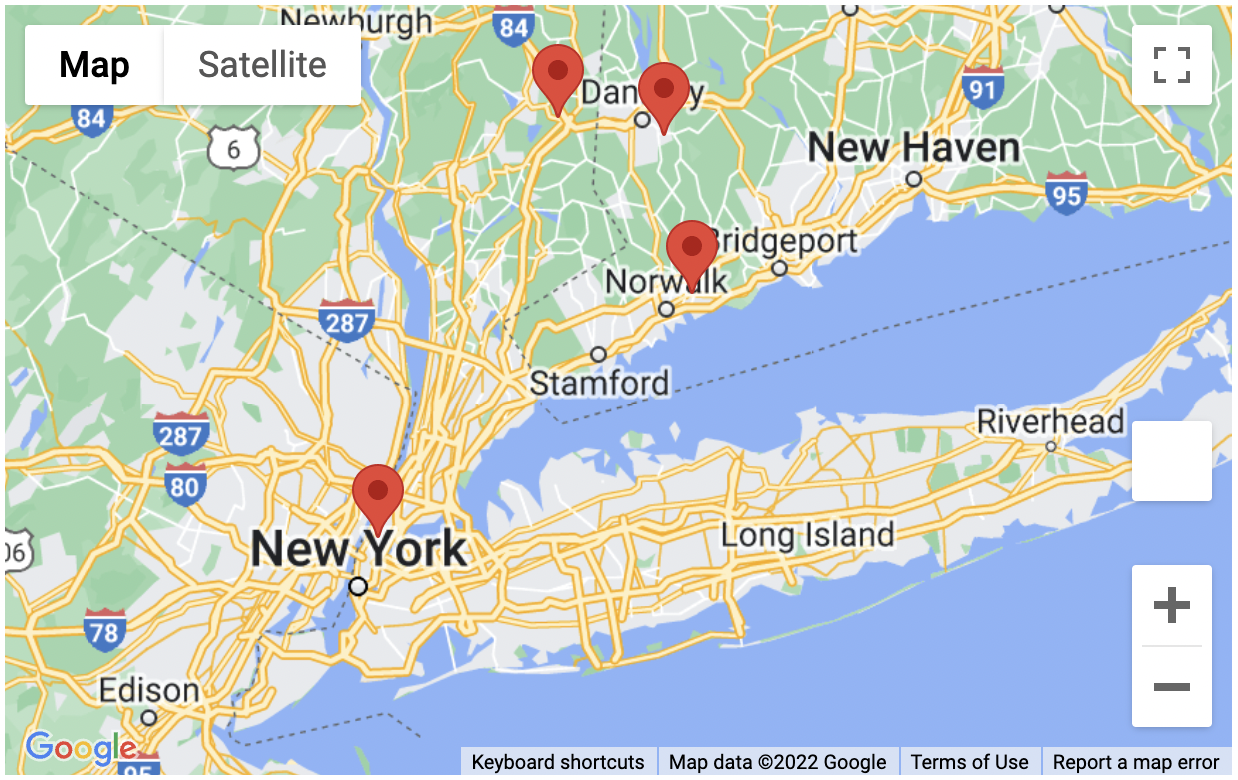 Newburgh
84
Map
Satellite
Dan
y
91
84
6
New Haven
95
Bridgeport
Norwalk
287
Stamford
Riverhead
287
80
New York
Long Island
06
78
Edison
Google
95
Keyboard shortcuts
Map data ©2022 Google
Terms of Use
Report a map error